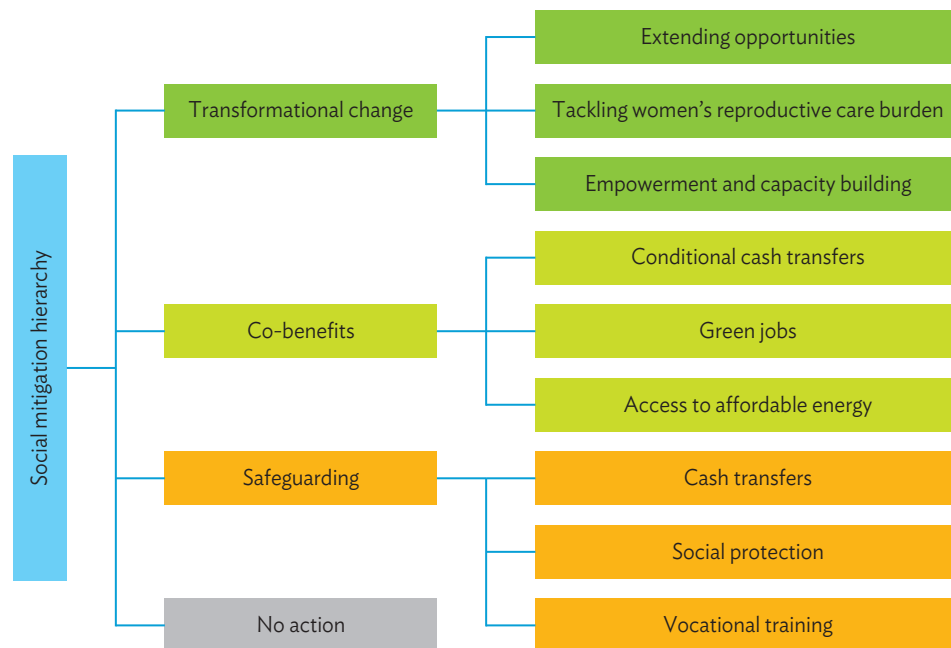 Social mitigation hierarchy
Transformational change
Extending opportunities
Tackling women’s reproductive care burden
Empowerment and capacity building
Co-benefits
Conditional cash transfers
Green jobs
Access to affordable energy
Safeguarding
Cash transfers
Social protection
Vocational training
No action